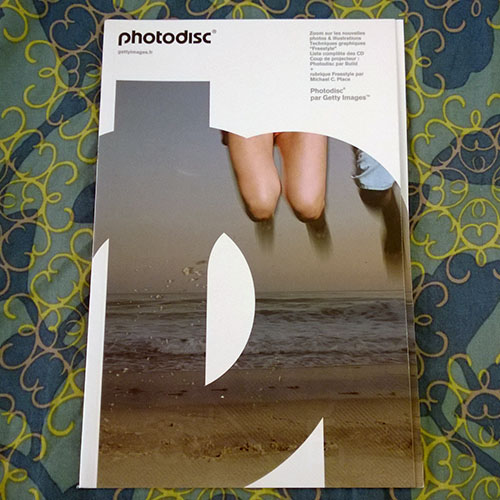 photodisc®
gettyimages.fr
Zoom sur les nouvelles
photos & illustrations
Techniques graphiques
"Freestyle"
Liste complète des CD
Coup de projecteur :
Photodisc par Build
+
rubrique Freestyle par
Michael C. Place
Photodisc®
par Getty Images™